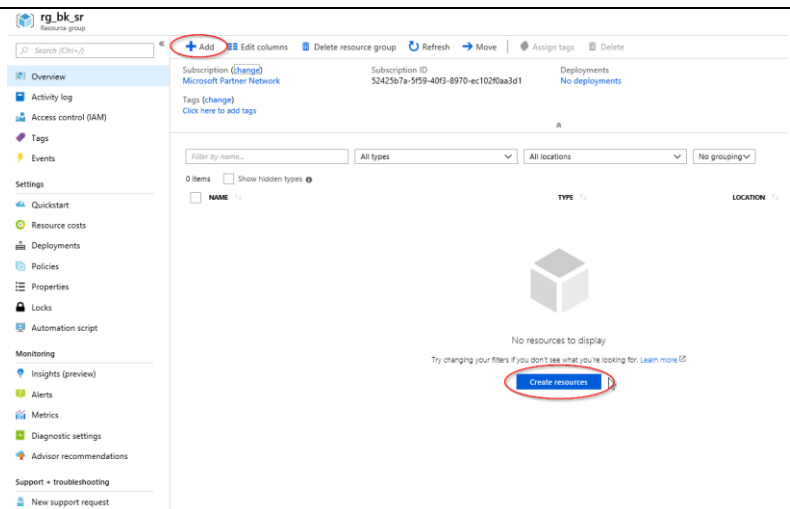 rg_bk_sr
Resource group
Search (Ctrl+/)
Overview
Activity log
Access control (IAM)
Tags
Events
Settings
Quickstart
Resource costs
Deployments
Policies
Properties
Locks
Automation script
Monitoring
Insights (preview)
Alerts
Metrics
Diagnostic settings
Advisor recommendations
Support + troubleshooting
New support request
Add Edit columns Delete resource group Refresh Move Assign tags Delete
Subscription (change) Subscription ID Deployments
Microsoft Partner Network 52425b7a-5f59-40f3-8970-ec102f0aa3d1 No deployments
Tags (change)
Click here to add tags
Filter by name... All types All locations No grouping
0 items Show hidden types
NAME TYPE LOCATION
No resources to display
Try changing your filters if you don't see what you're looking for. Learn more
Create resources